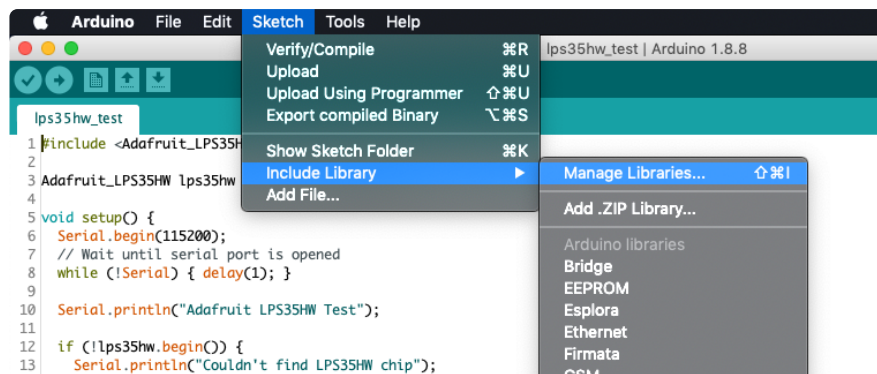 Arduino File Edit Sketch Tools Help
lps35hw_test | Arduino 1.8.8
Verify/Compile ⌘R
Upload ⌘U
Upload Using Programmer ⇧⌘U
Export compiled Binary ⌥⌘S
Show Sketch Folder ⌘K
Include Library ▶
Add File...
Manage Libraries... ⇧⌘I
Add .ZIP Library...
Arduino libraries
Bridge
EEPROM
Esplora
Ethernet
Firmata
GSM
lps35hw_test
1 #include <Adafruit_LPS35H
2
3 Adafruit_LPS35HW lps35hw
4
5 void setup() {
6 Serial.begin(115200);
7 // Wait until serial port is opened
8 while (!Serial) { delay(1); }
9
10 Serial.println("Adafruit LPS35HW Test");
11
12 if (!lps35hw.begin()) {
13 Serial.println("Couldn't find LPS35HW chip");